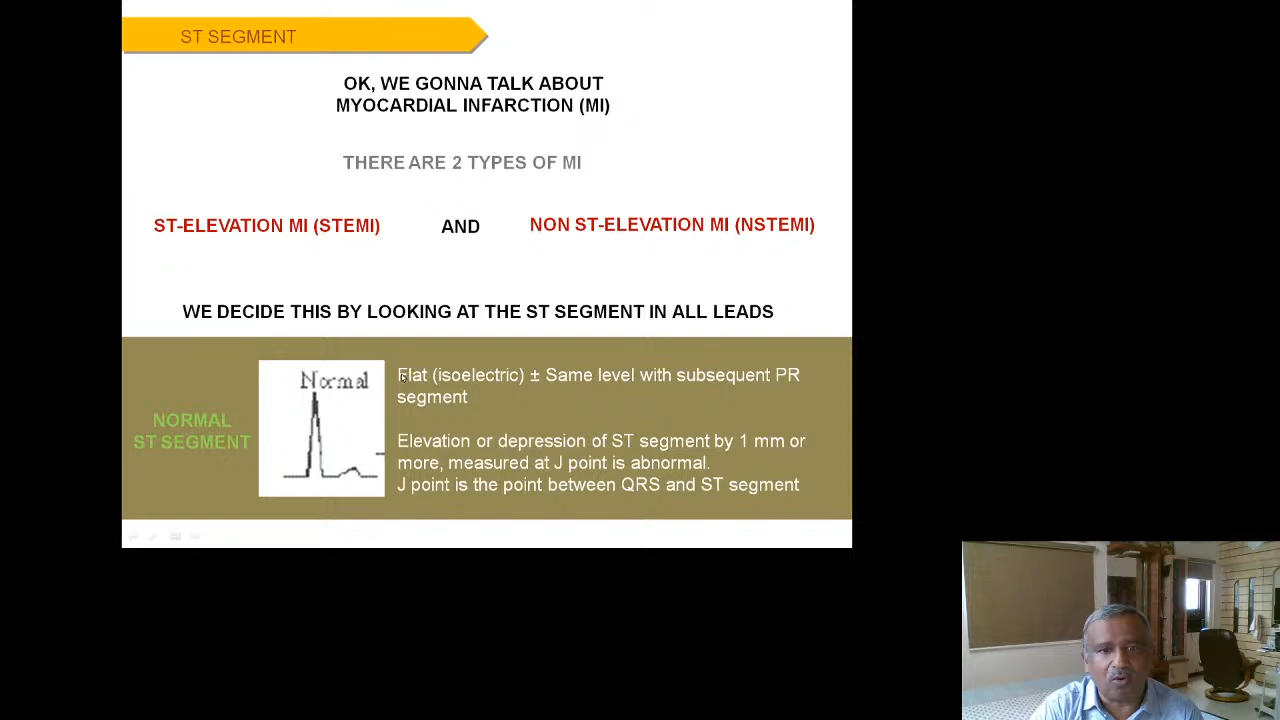 ST SEGMENT
OK, WE GONNA TALK ABOUT
MYOCARDIAL INFARCTION (MI)
THERE ARE 2 TYPES OF MI
ST-ELEVATION MI (STEMI) AND NON ST-ELEVATION MI (NSTEMI)
WE DECIDE THIS BY LOOKING AT THE ST SEGMENT IN ALL LEADS
NORMAL
ST SEGMENT
Normal
Flat (isoelectric) ± Same level with subsequent PR
segment
Elevation or depression of ST segment by 1 mm or
more, measured at J point is abnormal.
J point is the point between QRS and ST segment